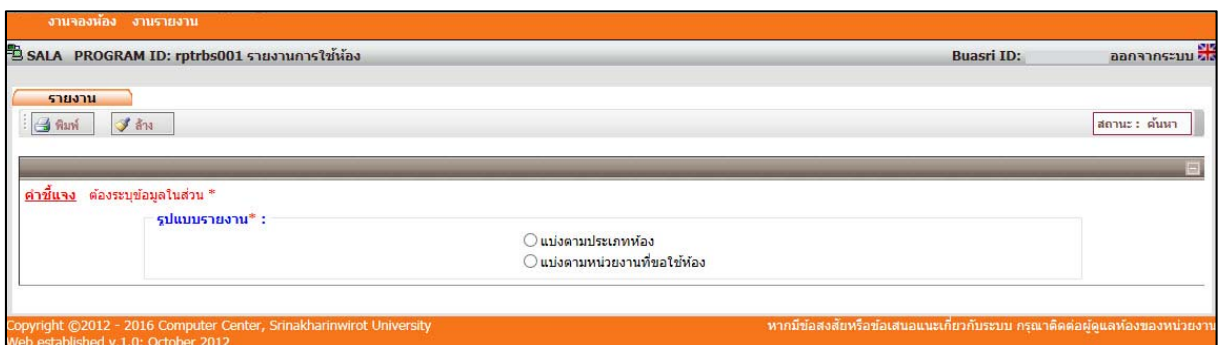 งานจองห้อง งานรายงาน
SALA PROGRAM ID: rptrbs001 รายงานการใช้ห้อง Buasri ID: ออกจากระบบ
รายงาน
พิมพ์ ล้าง สถานะ : ค้นหา
คำชี้แจง ต้องระบุข้อมูลในส่วน *
รูปแบบรายงาน* :
แบ่งตามประเภทห้อง
แบ่งตามหน่วยงานที่ขอใช้ห้อง
Copyright ©2012 - 2016 Computer Center, Srinakharinwirot University หากมีข้อสงสัยหรือข้อเสนอแนะเกี่ยวกับระบบ กรุณาติดต่อผู้ดูแลห้องของหน่วยงาน
Web established v 1.0: October 2012